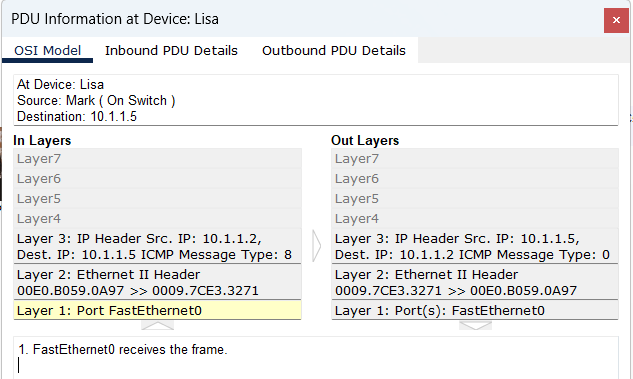 PDU Information at Device: Lisa
OSI Model
Inbound PDU Details
Outbound PDU Details
At Device: Lisa
Source: Mark ( On Switch )
Destination: 10.1.1.5
In Layers
Layer7
Layer6
Layer5
Layer4
Layer 3: IP Header Src. IP: 10.1.1.2,
Dest. IP: 10.1.1.5 ICMP Message Type: 8
Layer 2: Ethernet II Header
00E0.B059.0A97 >> 0009.7CE3.3271
Layer 1: Port FastEthernet0
Out Layers
Layer7
Layer6
Layer5
Layer4
Layer 3: IP Header Src. IP: 10.1.1.5,
Dest. IP: 10.1.1.2 ICMP Message Type: 0
Layer 2: Ethernet II Header
0009.7CE3.3271 >> 00E0.B059.0A97
Layer 1: Port(s): FastEthernet0
1. FastEthernet0 receives the frame.